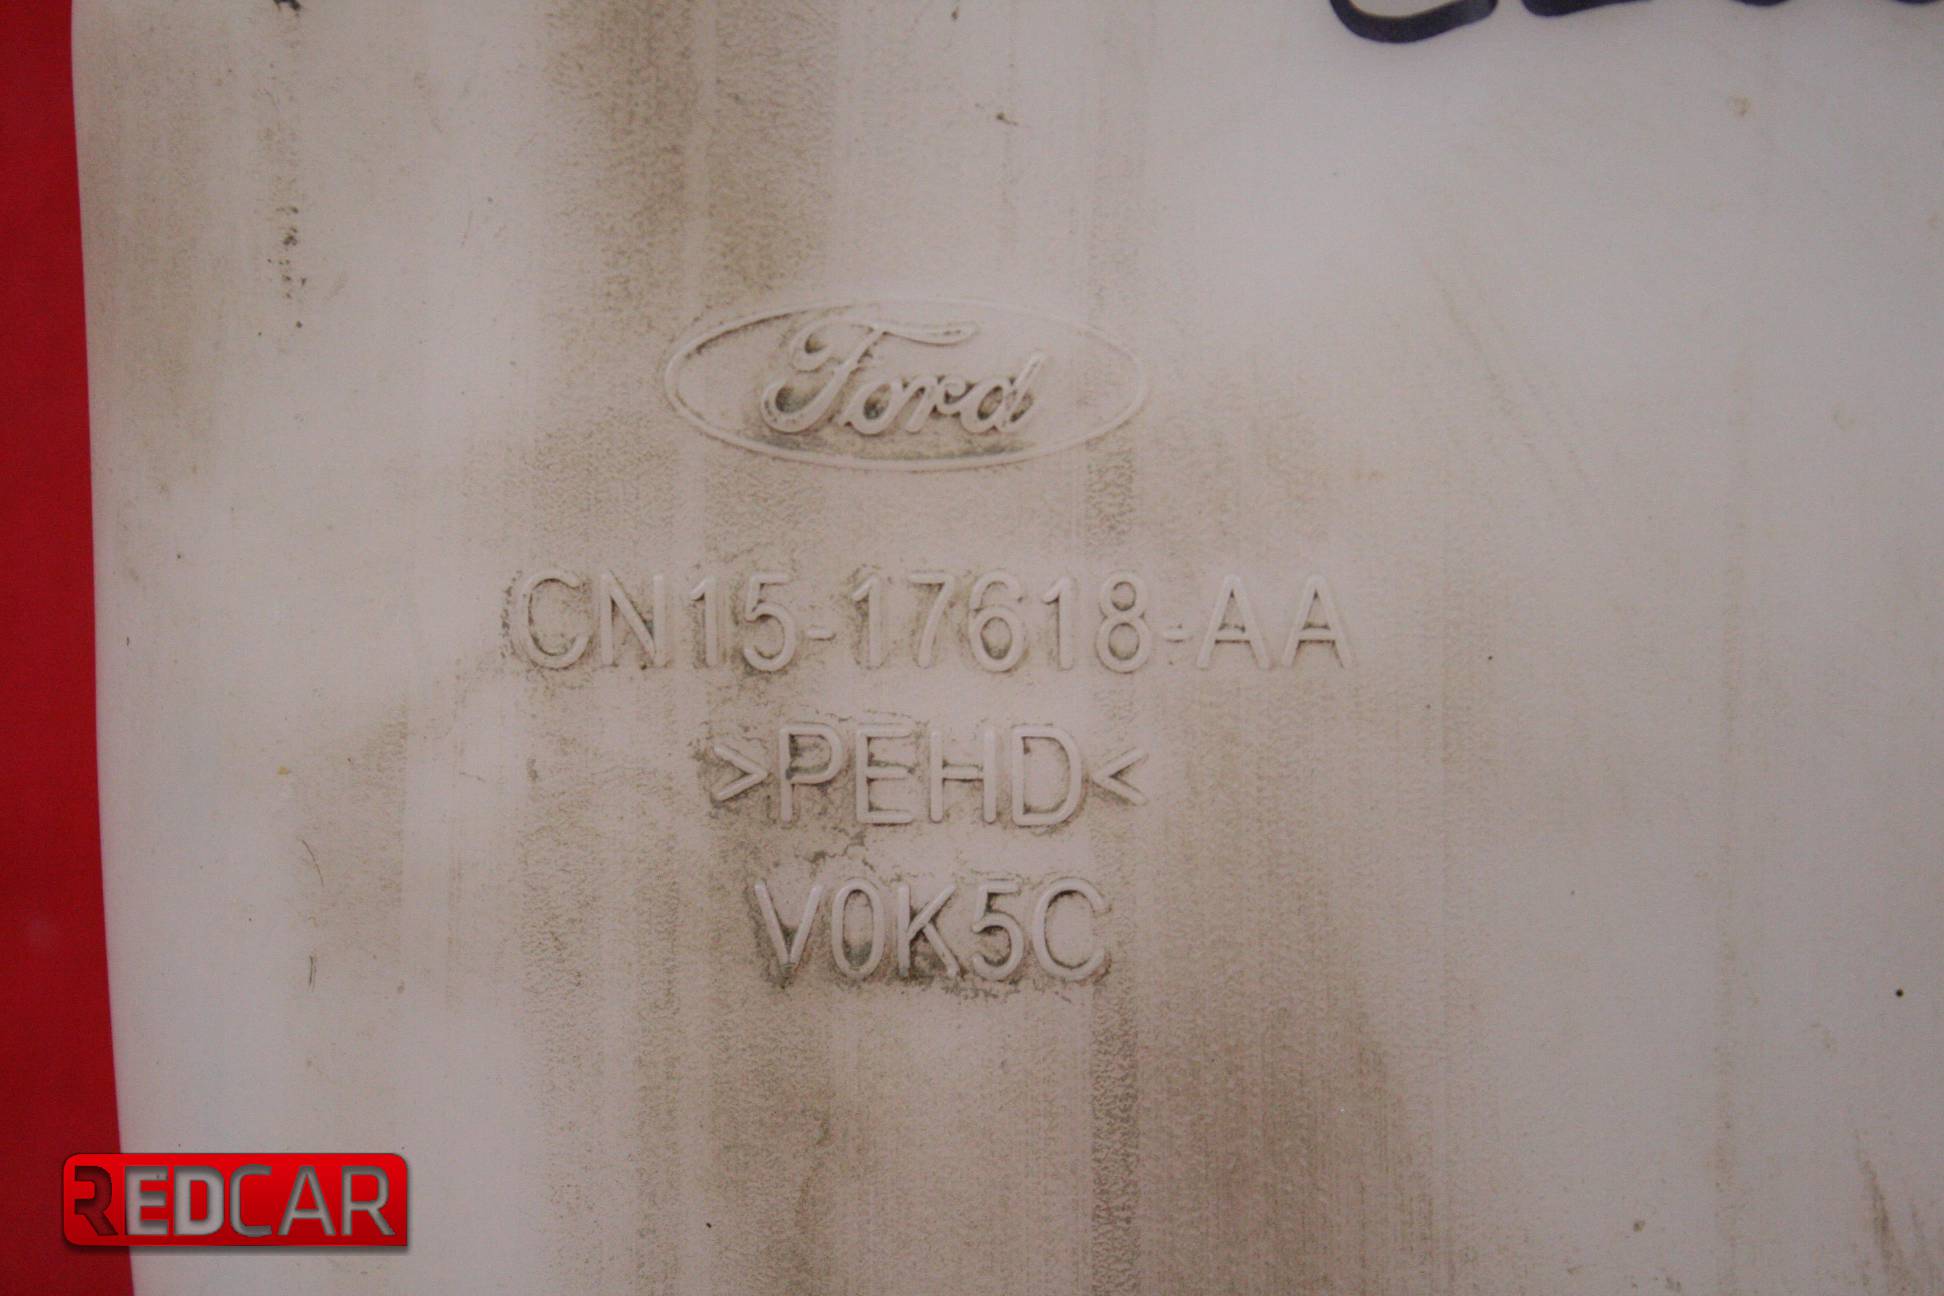 Ford
CN15-17618-AA
>PEHD<
V0K5C
REDCAR